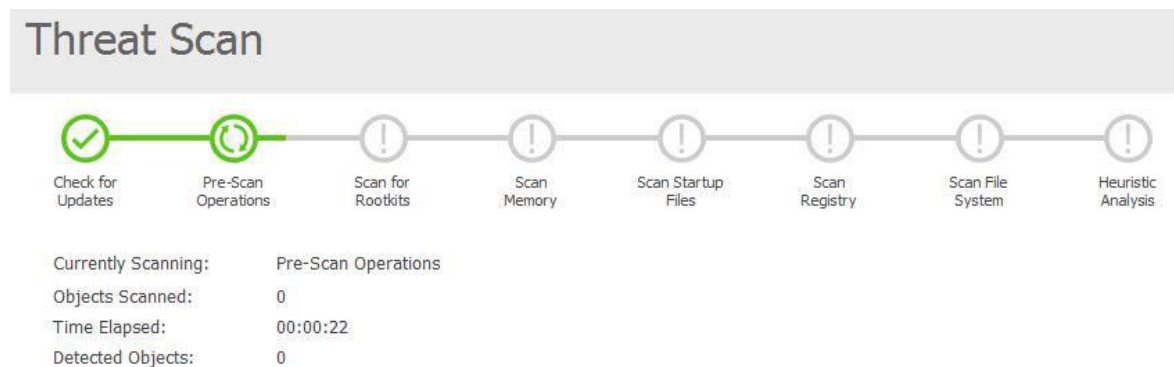 Threat Scan
Check for
Updates
Pre-Scan
Operations
Scan for
Rootkits
Scan
Memory
Scan Startup
Files
Scan
Registry
Scan File
System
Heuristic
Analysis
Currently Scanning: Pre-Scan Operations
Objects Scanned: 0
Time Elapsed: 00:00:22
Detected Objects: 0